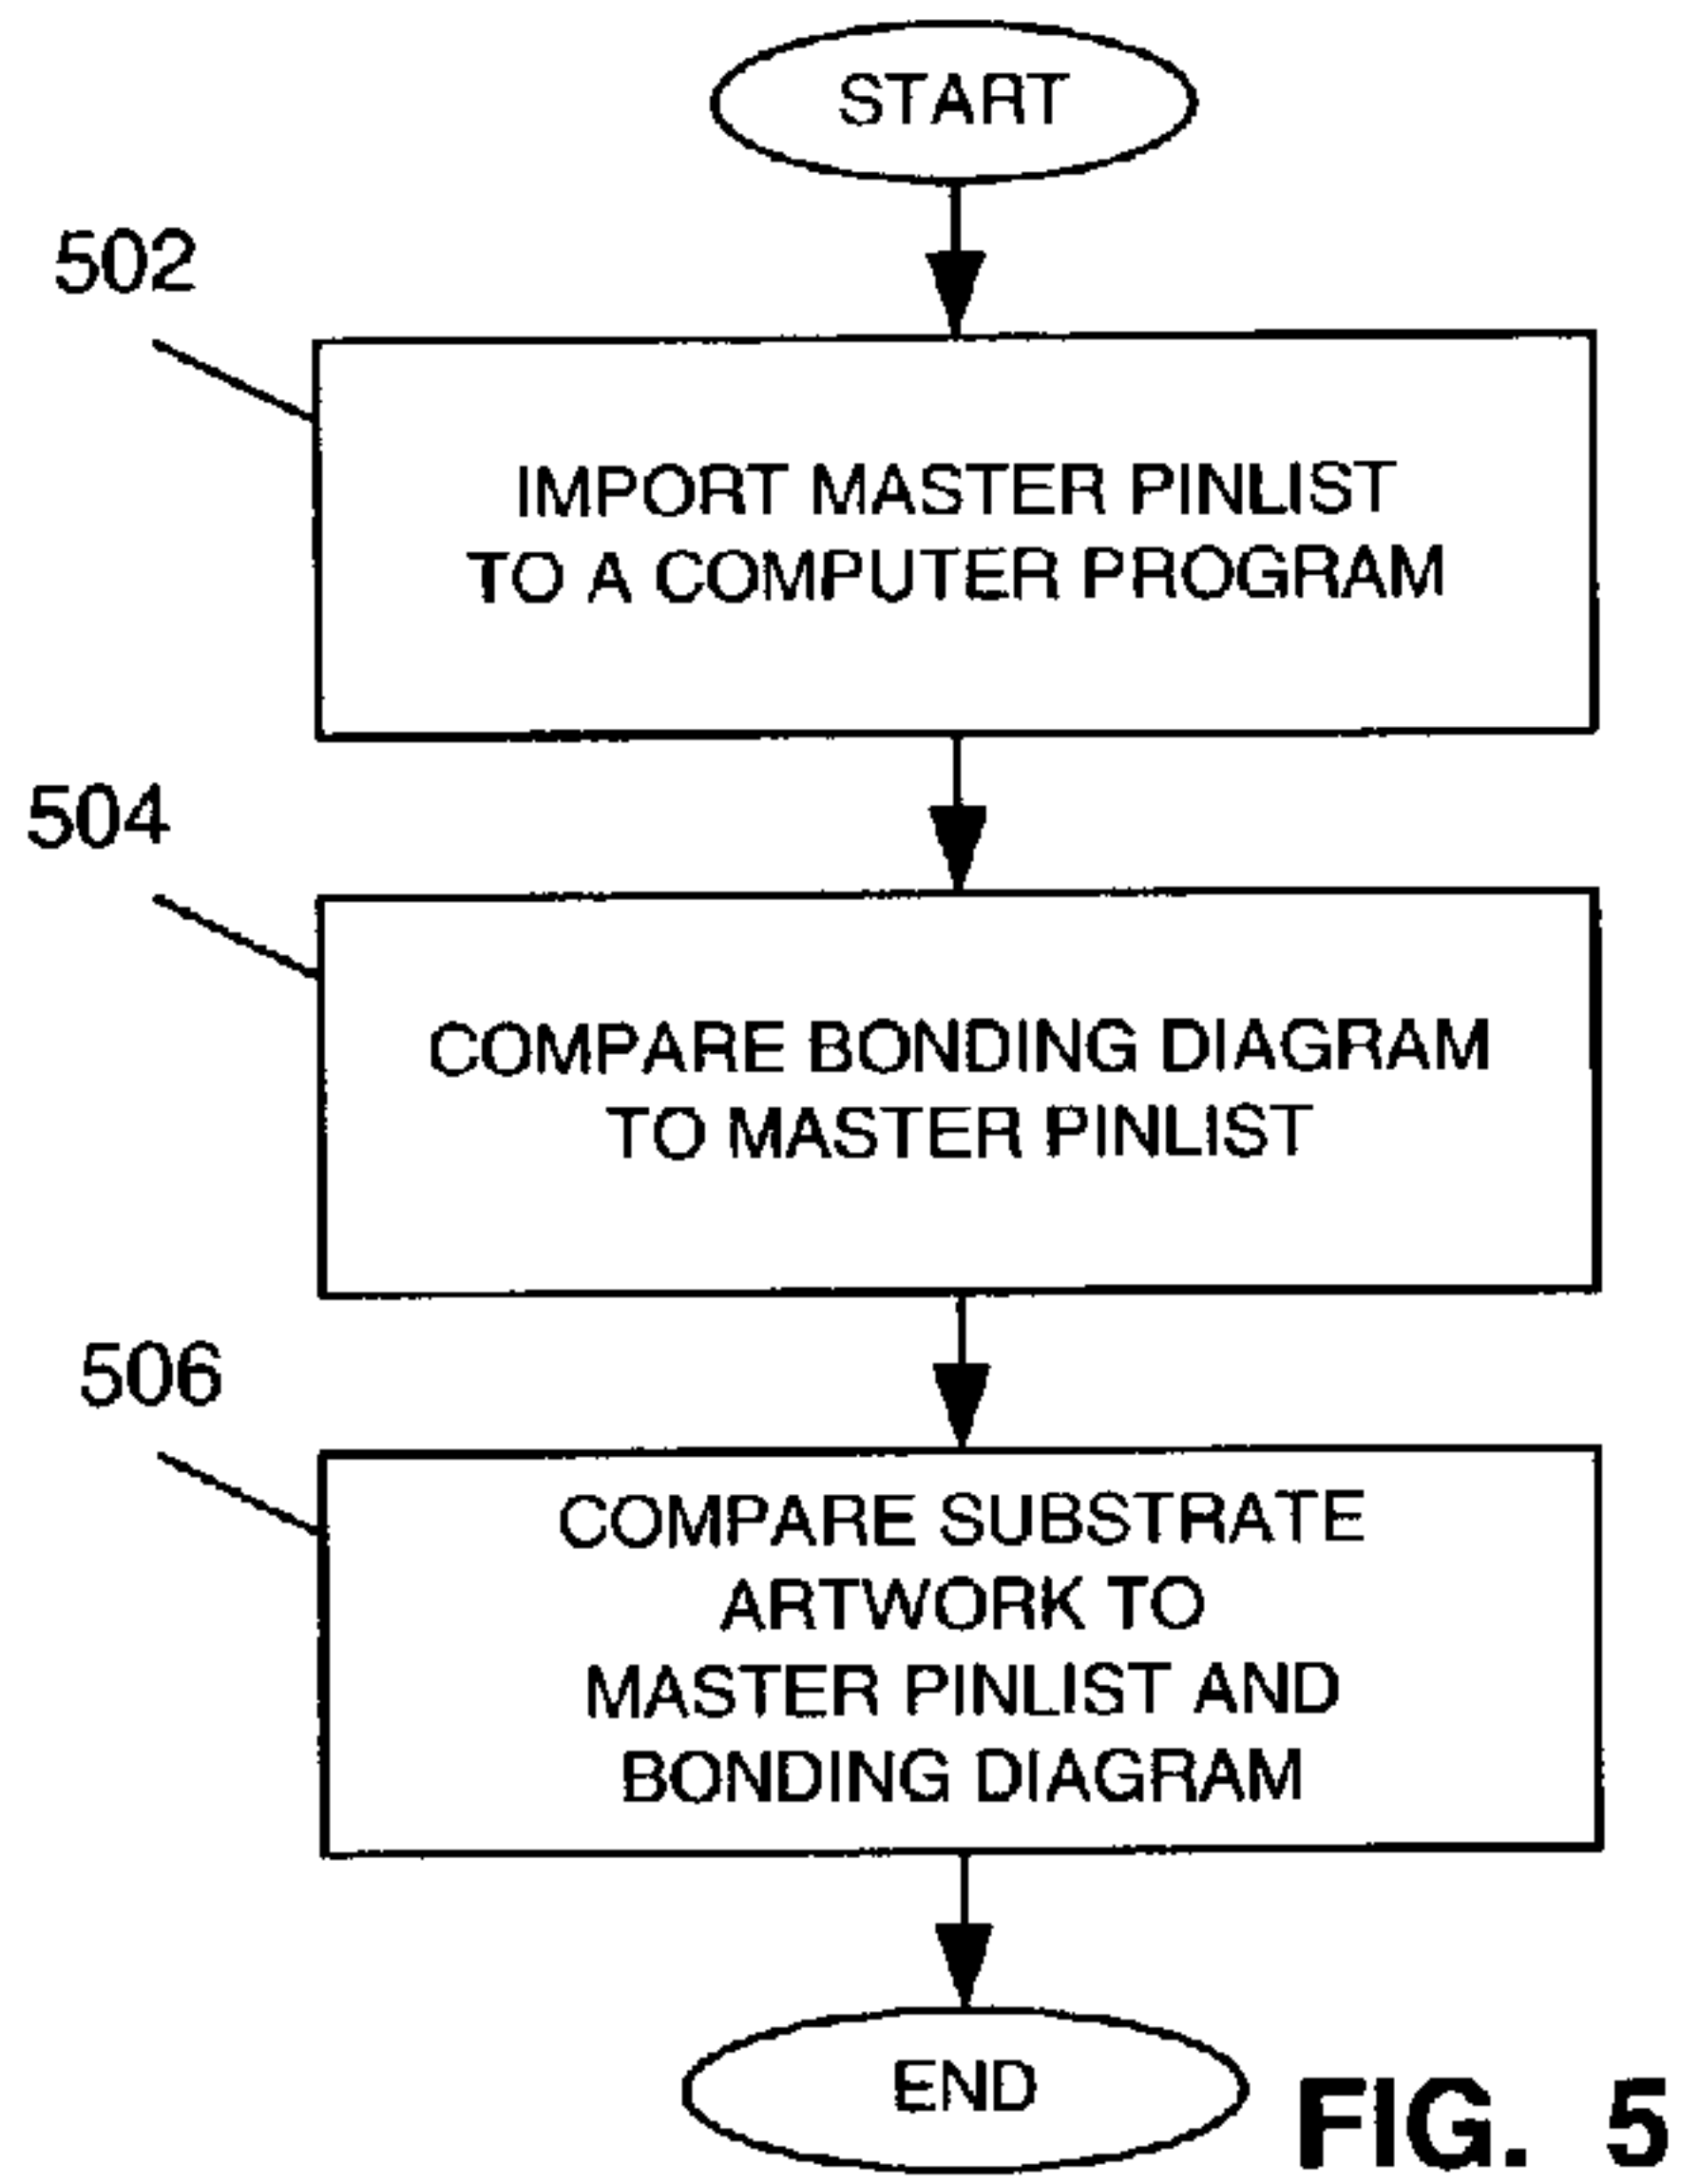 START
502
IMPORT MASTER PINLIST
TO A COMPUTER PROGRAM
504
COMPARE BONDING DIAGRAM
TO MASTER PINLIST
506
COMPARE SUBSTRATE
ARTWORK TO
MASTER PINLIST AND
BONDING DIAGRAM
END
FIG. 5